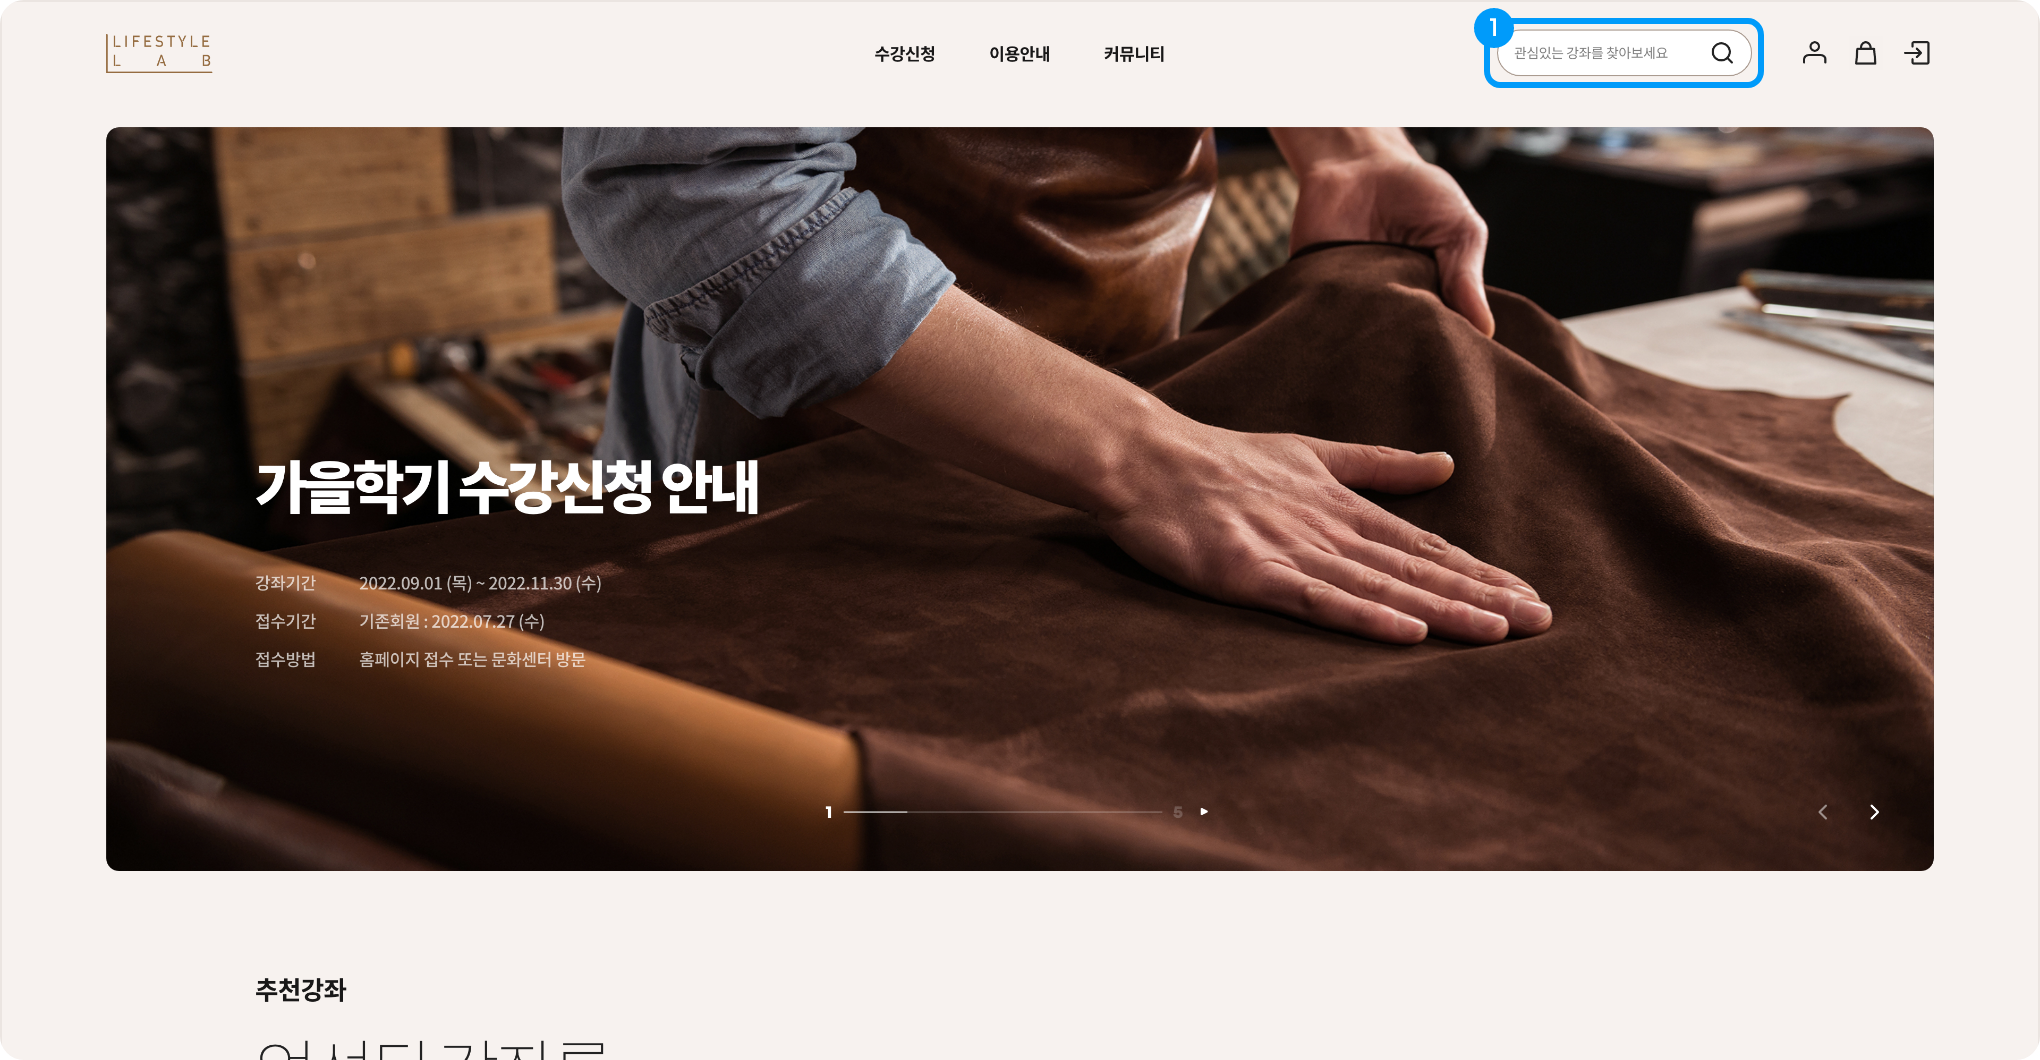 LIFESTYLE
LAB
수강신청
이용안내
커뮤니티
1
관심있는 강좌를 찾아보세요
가을학기 수강신청 안내
강좌기간 2022.09.01 (목) ~ 2022.11.30 (수)
접수기간 기존회원 : 2022.07.27 (수)
접수방법 홈페이지 접수 또는 문화센터 방문
1
5
추천강좌